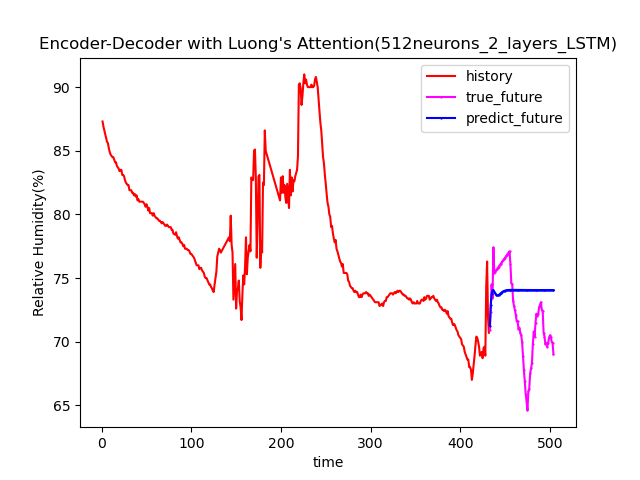 Encoder-Decoder with Luong's Attention(512neurons_2_layers_LSTM)
history
true_future
predict_future
Relative Humidity(%)
90
85
80
75
70
65
0
100
200
300
400
500
time